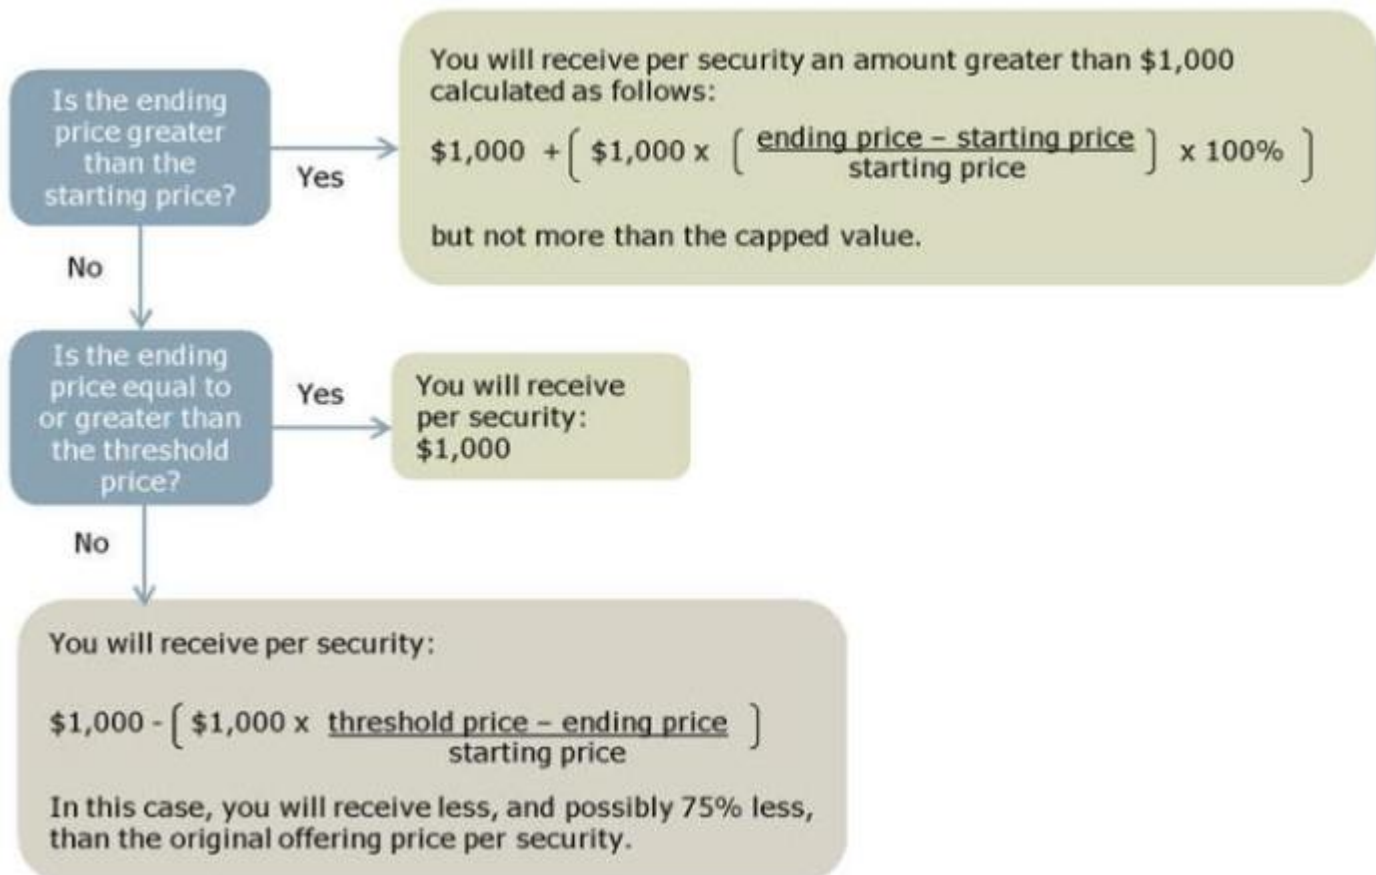 Is the ending
price greater
than the
starting price?
Yes
You will receive per security an amount greater than $1,000
calculated as follows:
$1,000 + ( $1,000 x ( ending price – starting price
starting price ) x 100% )
but not more than the capped value.
No
Is the ending
price equal to
or greater than
the threshold
price?
Yes
You will receive
per security:
$1,000
No
You will receive per security:
$1,000 - ( $1,000 x threshold price – ending price
starting price )
In this case, you will receive less, and possibly 75% less,
than the original offering price per security.